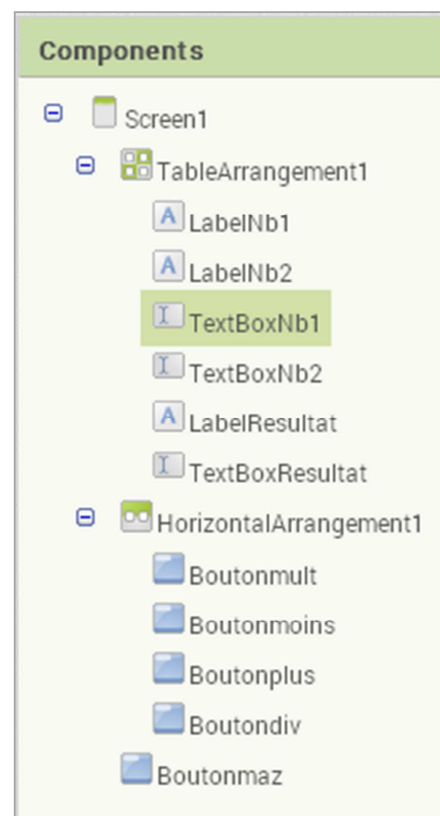 Components
Screen1
TableArrangement1
LabelNb1
LabelNb2
TextBoxNb1
TextBoxNb2
LabelResultat
TextBoxResultat
HorizontalArrangement1
Boutonmult
Boutonmoins
Boutonplus
Boutondiv
Boutonmaz